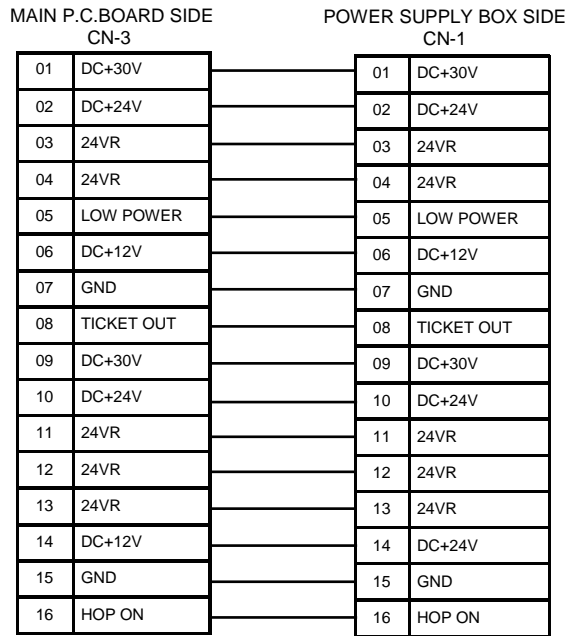 MAIN P.C.BOARD SIDE
CN-3
POWER SUPPLY BOX SIDE
CN-1
01 DC+30V 01 DC+30V
02 DC+24V 02 DC+24V
03 24VR 03 24VR
04 24VR 04 24VR
05 LOW POWER 05 LOW POWER
06 DC+12V 06 DC+12V
07 GND 07 GND
08 TICKET OUT 08 TICKET OUT
09 DC+30V 09 DC+30V
10 DC+24V 10 DC+24V
11 24VR 11 24VR
12 24VR 12 24VR
13 24VR 13 24VR
14 DC+12V 14 DC+24V
15 GND 15 GND
16 HOP ON 16 HOP ON